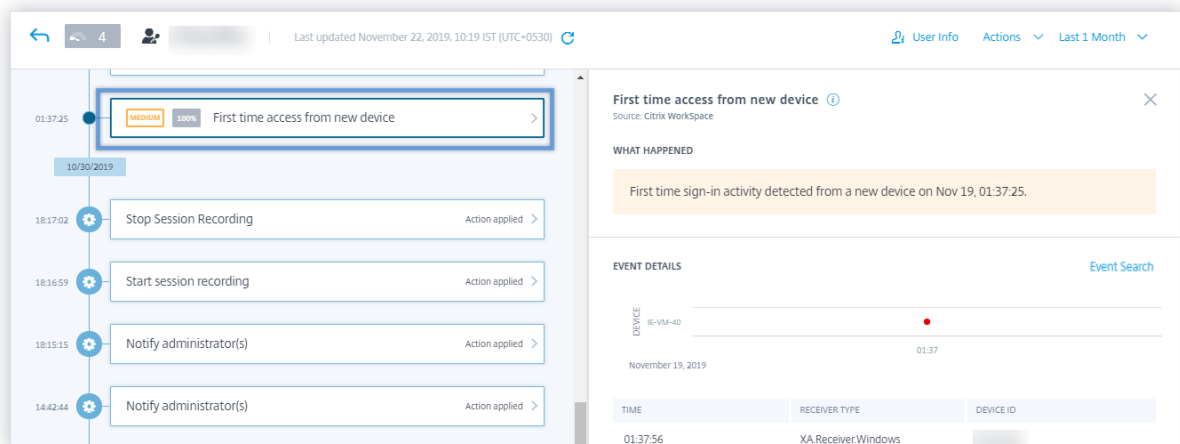 4
Last updated November 22, 2019, 10:19 IST (UTC+0530)
User Info
Actions
Last 1 Month
01:37:25
MEDIUM
100%
First time access from new device
10/30/2019
18:17:02
Stop Session Recording
Action applied
18:16:59
Start session recording
Action applied
18:15:15
Notify administrator(s)
Action applied
14:42:44
Notify administrator(s)
Action applied
First time access from new device
Source: Citrix WorkSpace
WHAT HAPPENED
First time sign-in activity detected from a new device on Nov 19, 01:37:25.
EVENT DETAILS
Event Search
DEVICE
IE-VM-40
01:37
November 19, 2019
TIME
RECEIVER TYPE
DEVICE ID
01:37:56
XA.Receiver.Windows